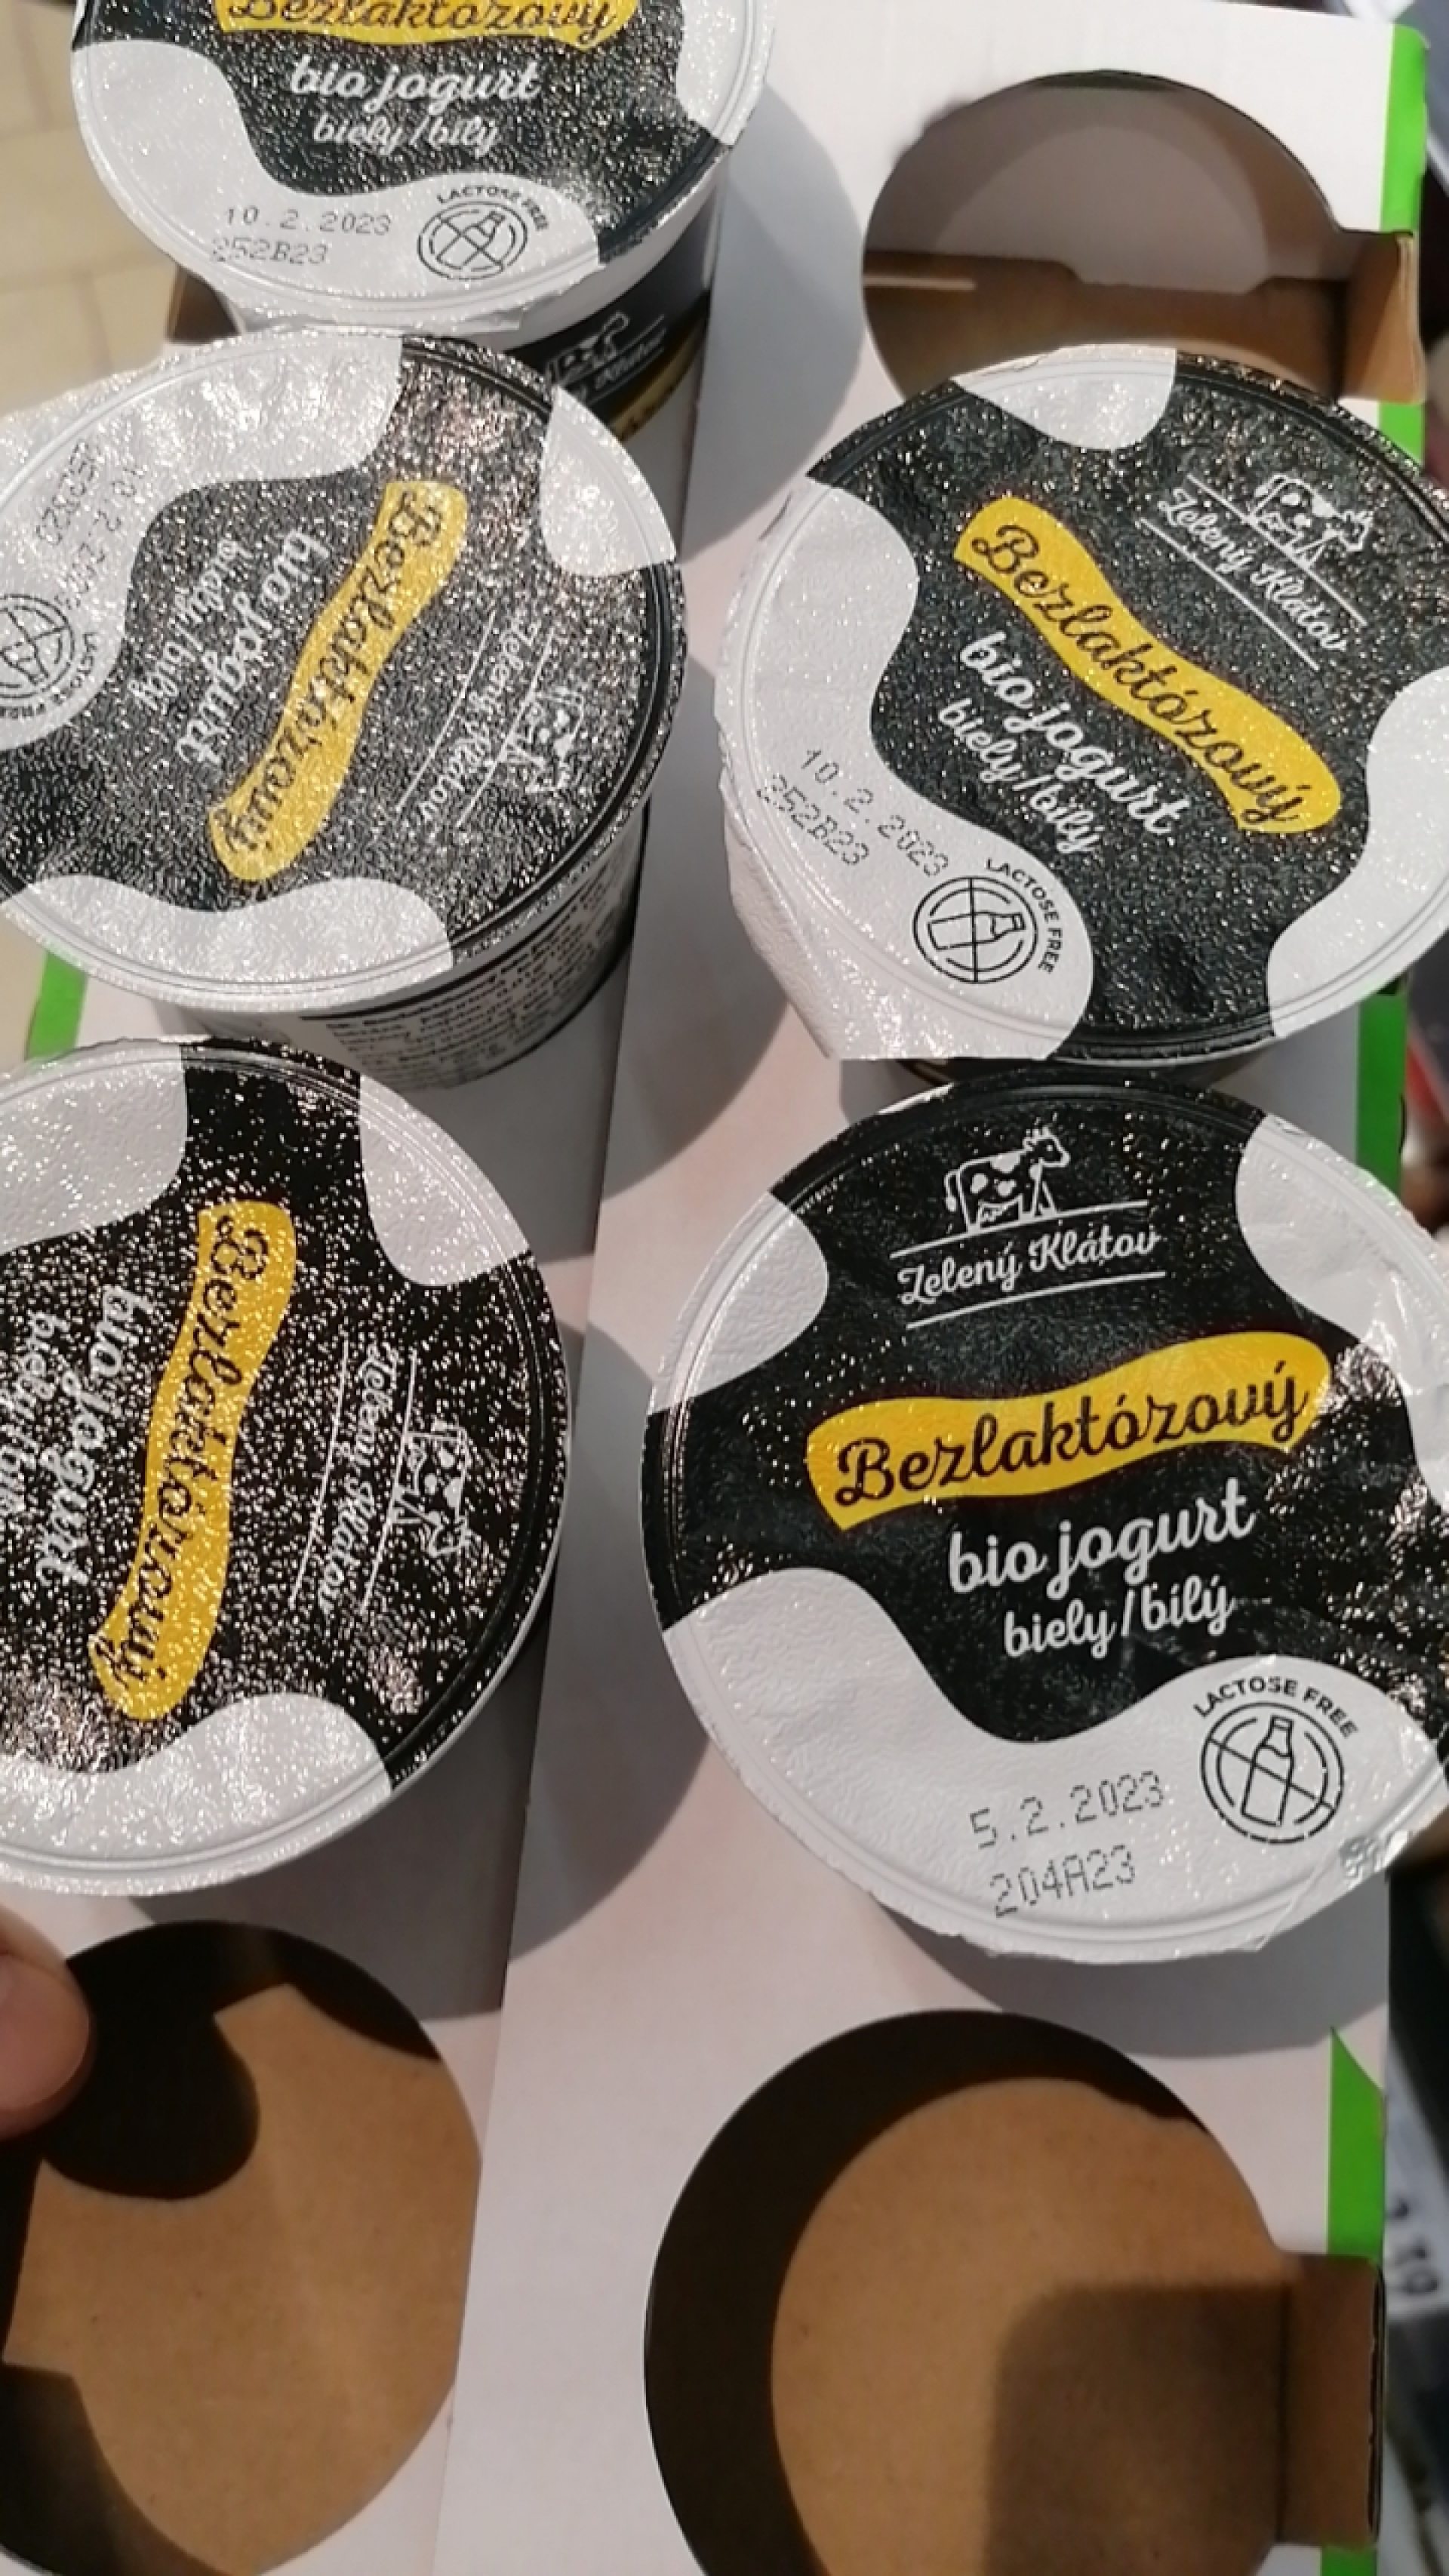 Bezlaktózový
bio jogurt
biely / bílý
LACTOSE FREE
10.2.2023
252B23
Zelený Klátov
Bezlaktózový
bio jogurt
biely / bílý
Zelený Klátov
Bezlaktózový
bio jogurt
biely / bílý
10.2.2023
252B23
LACTOSE FREE
Zelený Klátov
Bezlaktózový
bio jogurt
Zelený Klátov
Bezlaktózový
bio jogurt
biely / bílý
LACTOSE FREE
5.2.2023
204A23